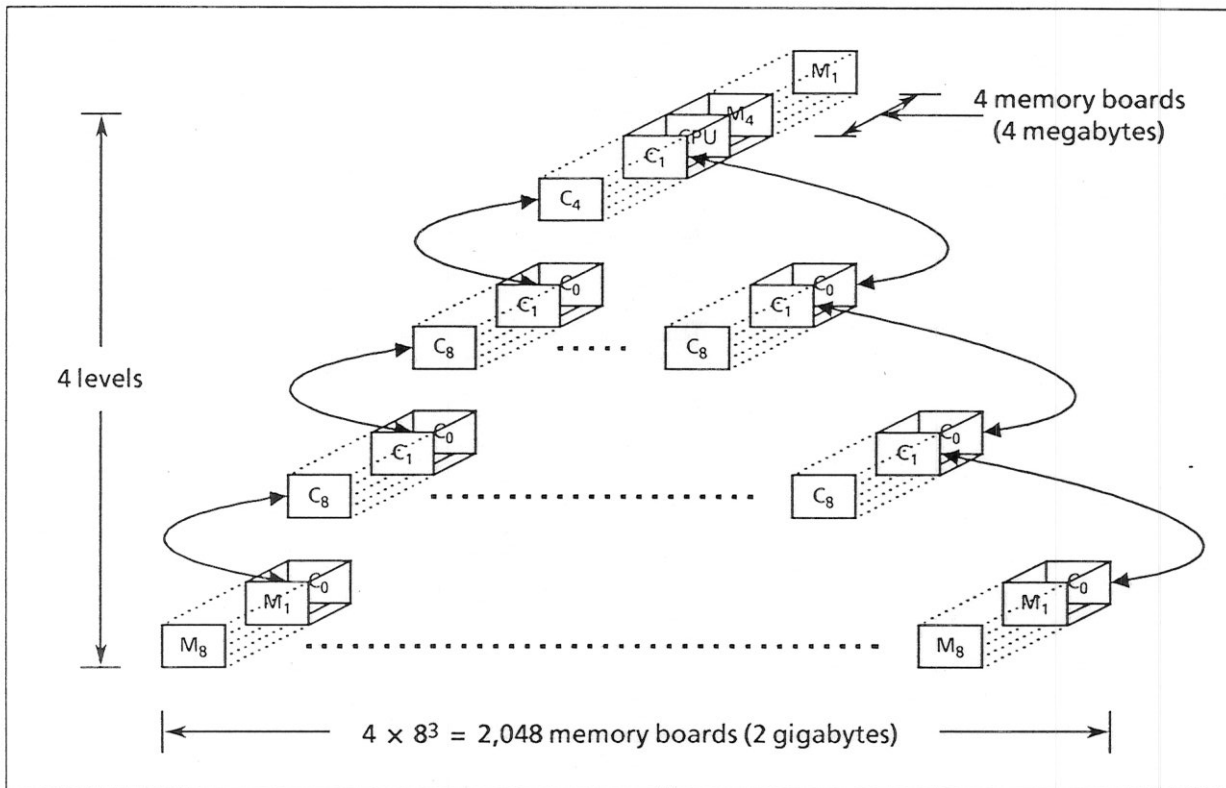 M₁
4 memory boards
(4 megabytes)
M₄
CPU
C₁
C₄
C₀
C₁
C₀
C₁
C₈
C₈
4 levels
C₀
C₁
C₀
C₁
C₈
C₈
C₀
M₁
C₀
M₁
M₈
M₈
4 × 8³ = 2,048 memory boards (2 gigabytes)